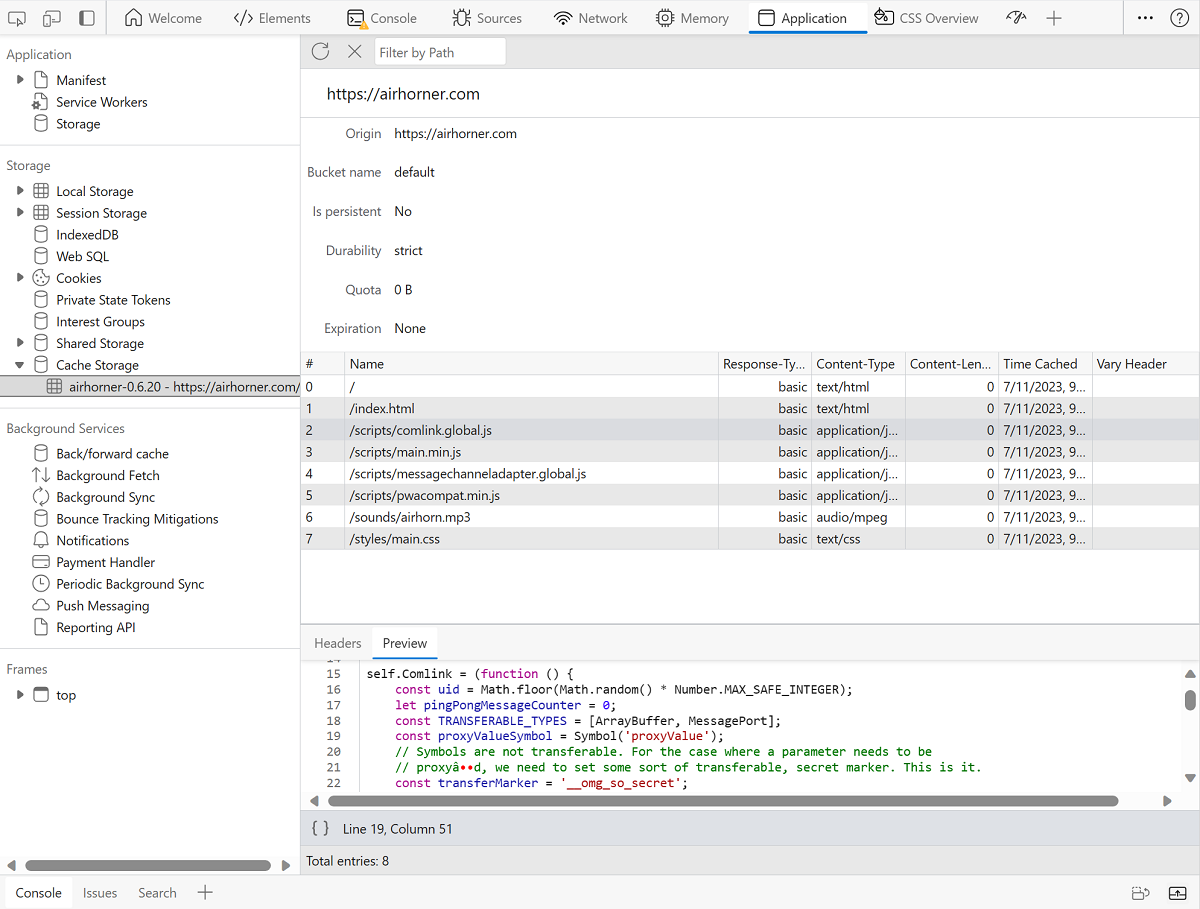 Welcome Elements Console Sources Network Memory Application CSS Overview
Application
Manifest
Service Workers
Storage
Storage
Local Storage
Session Storage
IndexedDB
Web SQL
Cookies
Private State Tokens
Interest Groups
Shared Storage
Cache Storage
airhorner-0.6.20 - https://airhorner.com/
Background Services
Back/forward cache
Background Fetch
Background Sync
Bounce Tracking Mitigations
Notifications
Payment Handler
Periodic Background Sync
Push Messaging
Reporting API
Frames
top
Filter by Path
https://airhorner.com
Origin https://airhorner.com
Bucket name default
Is persistent No
Durability strict
Quota 0 B
Expiration None
# Name Response-Ty... Content-Type Content-Len... Time Cached Vary Header
0 / basic text/html 0 7/11/2023, 9...
1 /index.html basic text/html 0 7/11/2023, 9...
2 /scripts/comlink.global.js basic application/j... 0 7/11/2023, 9...
3 /scripts/main.min.js basic application/j... 0 7/11/2023, 9...
4 /scripts/messagechanneladapter.global.js basic application/j... 0 7/11/2023, 9...
5 /scripts/pwacompat.min.js basic application/j... 0 7/11/2023, 9...
6 /sounds/airhorn.mp3 basic audio/mpeg 0 7/11/2023, 9...
7 /styles/main.css basic text/css 0 7/11/2023, 9...
Headers Preview
15 self.Comlink = (function () {
16 const uid = Math.floor(Math.random() * Number.MAX_SAFE_INTEGER);
17 let pingPongMessageCounter = 0;
18 const TRANSFERABLE_TYPES = [ArrayBuffer, MessagePort];
19 const proxyValueSymbol = Symbol('proxyValue');
20 // Symbols are not transferable. For the case where a parameter needs to be
21 // proxyâ••d, we need to set some sort of transferable, secret marker. This is it.
22 const transferMarker = '__omg_so_secret';
{ } Line 19, Column 51
Total entries: 8
Console Issues Search